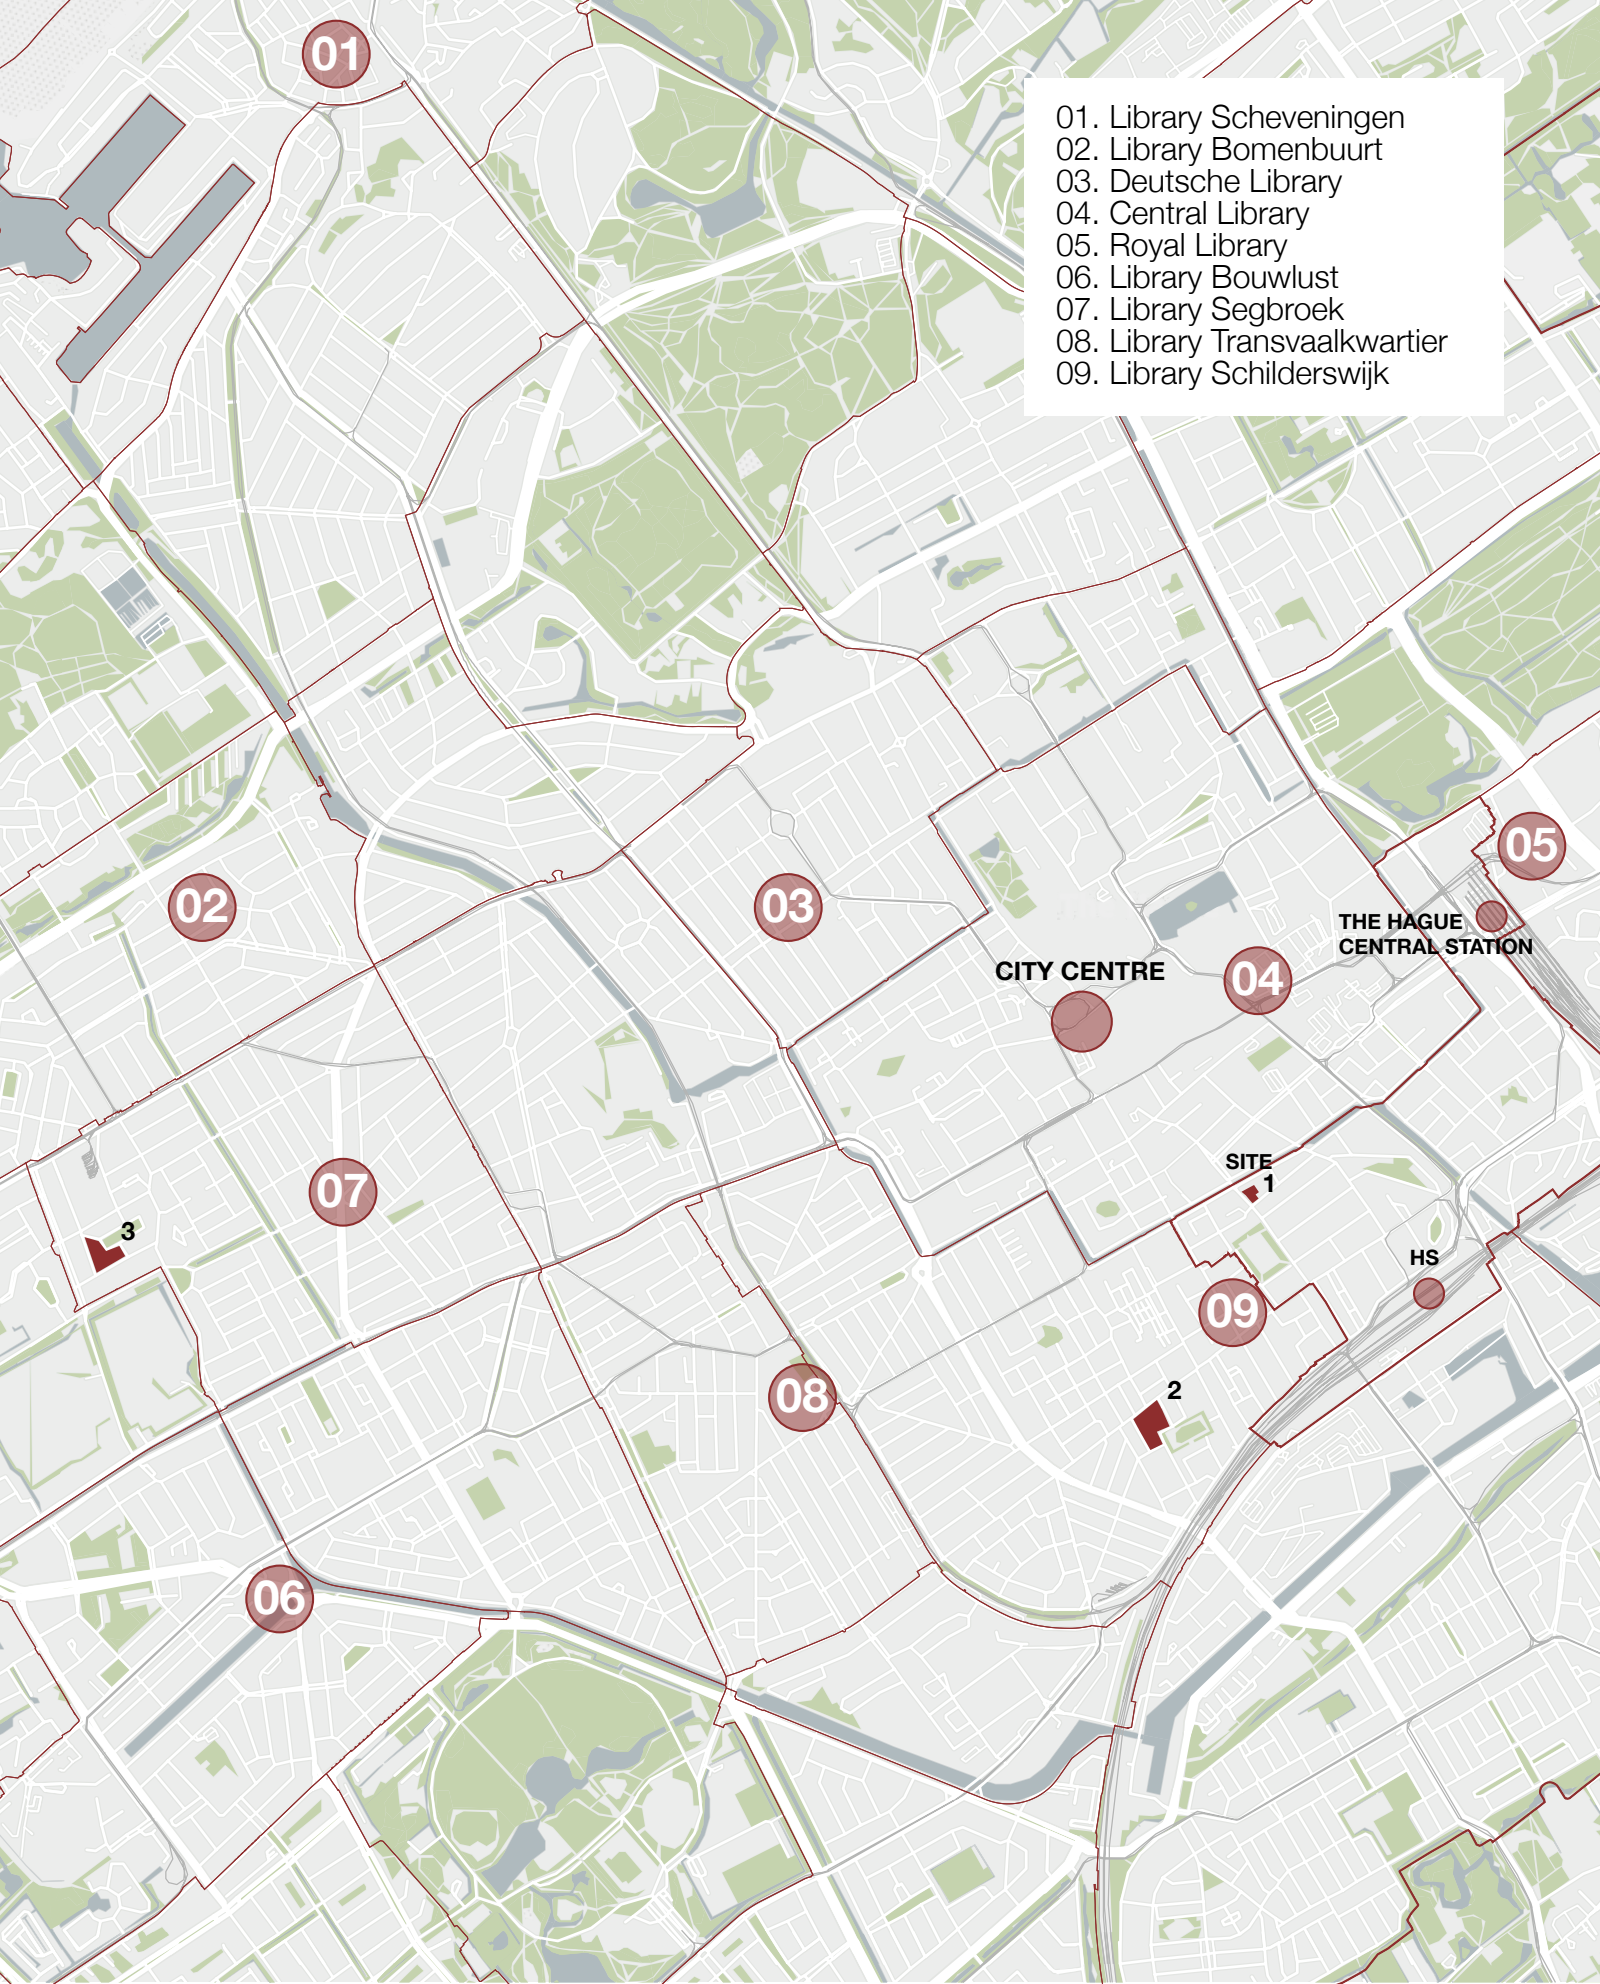 01
01. Library Scheveningen
02. Library Bomenbuurt
03. Deutsche Library
04. Central Library
05. Royal Library
06. Library Bouwlust
07. Library Segbroek
08. Library Transvaalkwartier
09. Library Schilderswijk
05
02
03
THE HAGUE
CENTRAL STATION
CITY CENTRE
04
SITE
1
07
3
HS
09
08
2
06